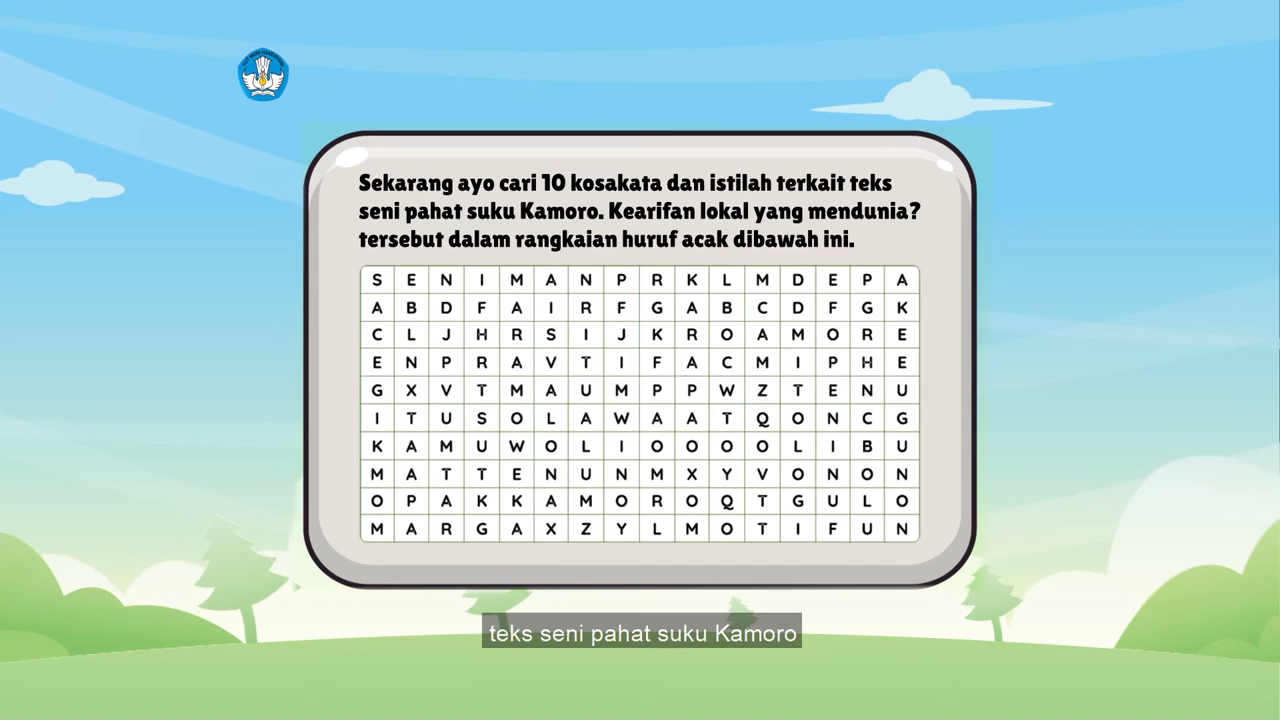 Sekarang ayo cari 10 kosakata dan istilah terkait teks
seni pahat suku Kamoro. Kearifan lokal yang mendunia?
tersebut dalam rangkaian huruf acak dibawah ini.
S E N I M A N P R K L M D E P A
A B D F A I R F G A B C D F G K
C L J H R S I J K R O A M O R E
E N P R A V T I F A C M I P H E
G X V T M A U M P P W Z T E N U
I T U S O L A W A A T Q O N C G
K A M U W O L I O O O O L I B U
M A T T E N U N M X Y V O N O N
O P A K K A M O R O Q T G U L O
M A R G A X Z Y L M O T I F U N
teks seni pahat suku Kamoro